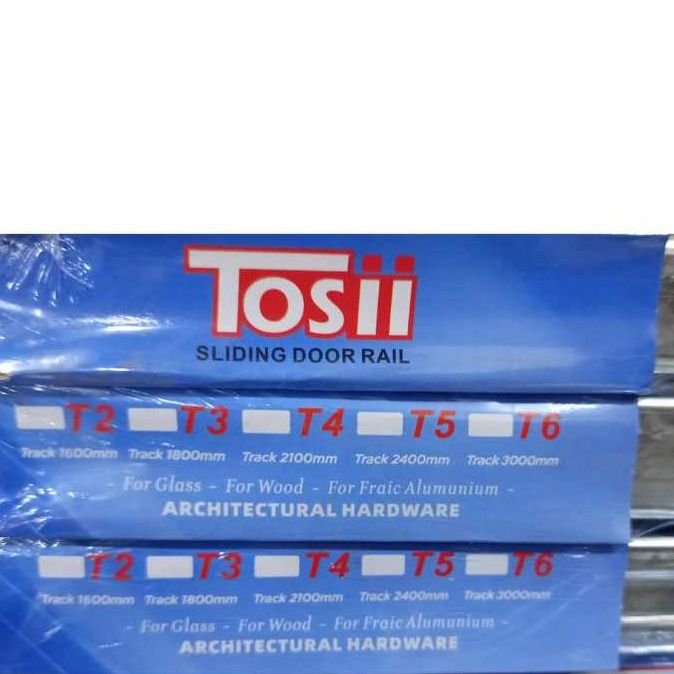 Tosii
SLIDING DOOR RAIL
T2 T3 T4 T5 T6
Track 1600mm Track 1800mm Track 2100mm Track 2400mm Track 3000mm
- For Glass - For Wood - For Fraic Alumunium -
ARCHITECTURAL HARDWARE
T2 T3 T4 T5 T6
Track 1600mm Track 1800mm Track 2100mm Track 2400mm Track 3000mm
- For Glass - For Wood - For Fraic Alumunium -
ARCHITECTURAL HARDWARE